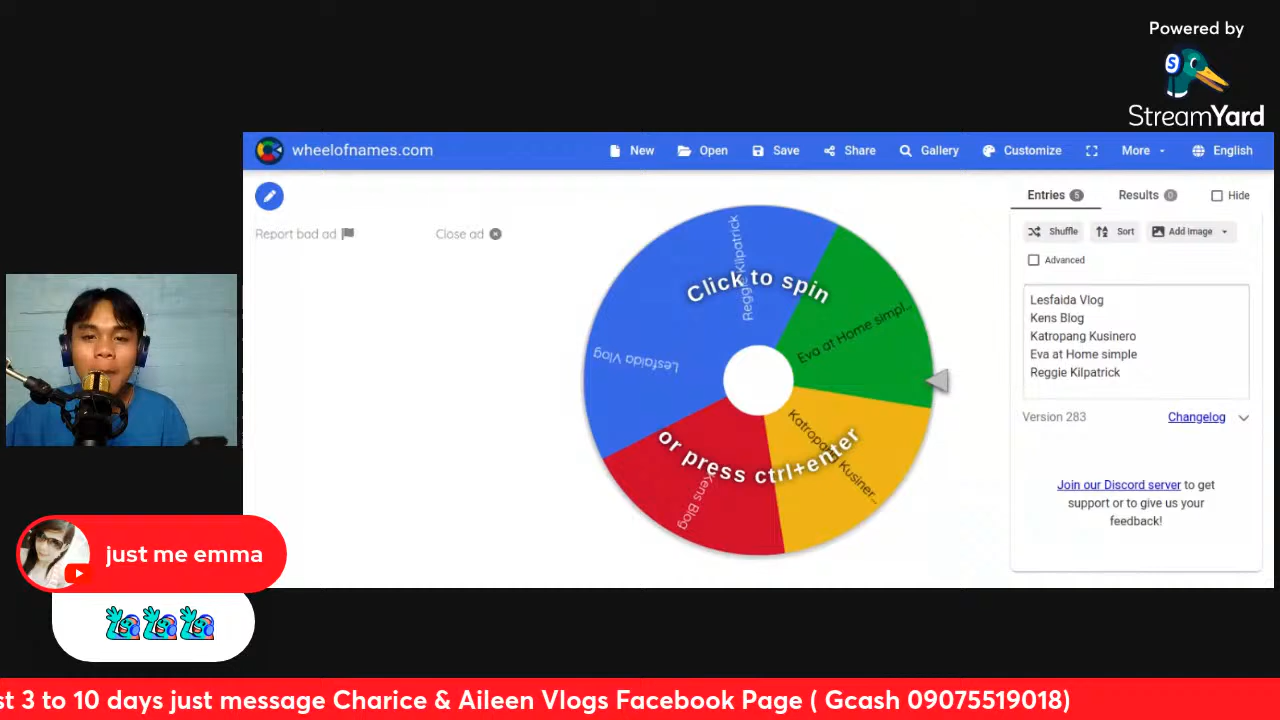 Powered by
S
StreamYard
wheelofnames.com
New
Open
Save
Share
Gallery
Customize
More
English
Entries 5
Results 0
Hide
Report bad ad
Close ad
Shuffle
Sort
Add image
Advanced
Reggie Kilpatrick
Click to spin
Eva at Home simpl...
Lesfaida Vlog
Katropang Kusiner...
or press ctrl+enter
Kens Blog
Lesfaida Vlog
Kens Blog
Katropang Kusinero
Eva at Home simple
Reggie Kilpatrick
Version 283
Changelog
Join our Discord server to get
support or to give us your
feedback!
just me emma
st 3 to 10 days just message Charice & Aileen Vlogs Facebook Page ( Gcash 09075519018)